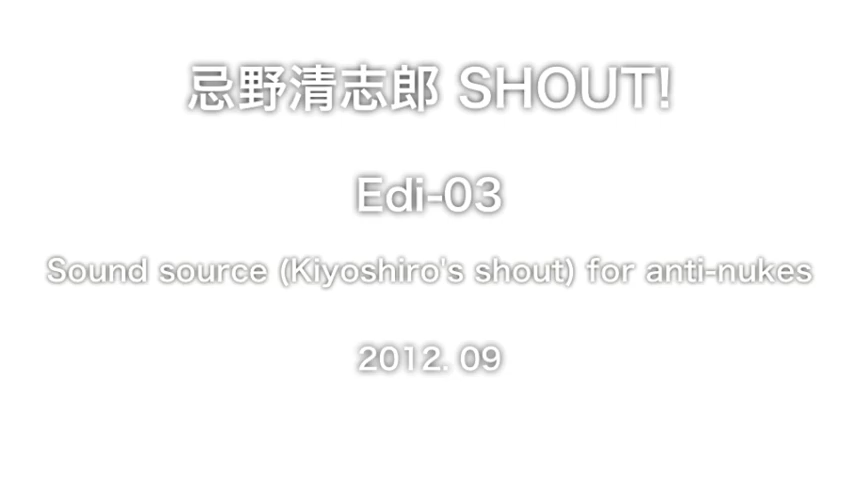 忌野清志郎 SHOUT!
Edi-03
Sound source (Kiyoshiro's shout) for anti-nukes
2012. 09